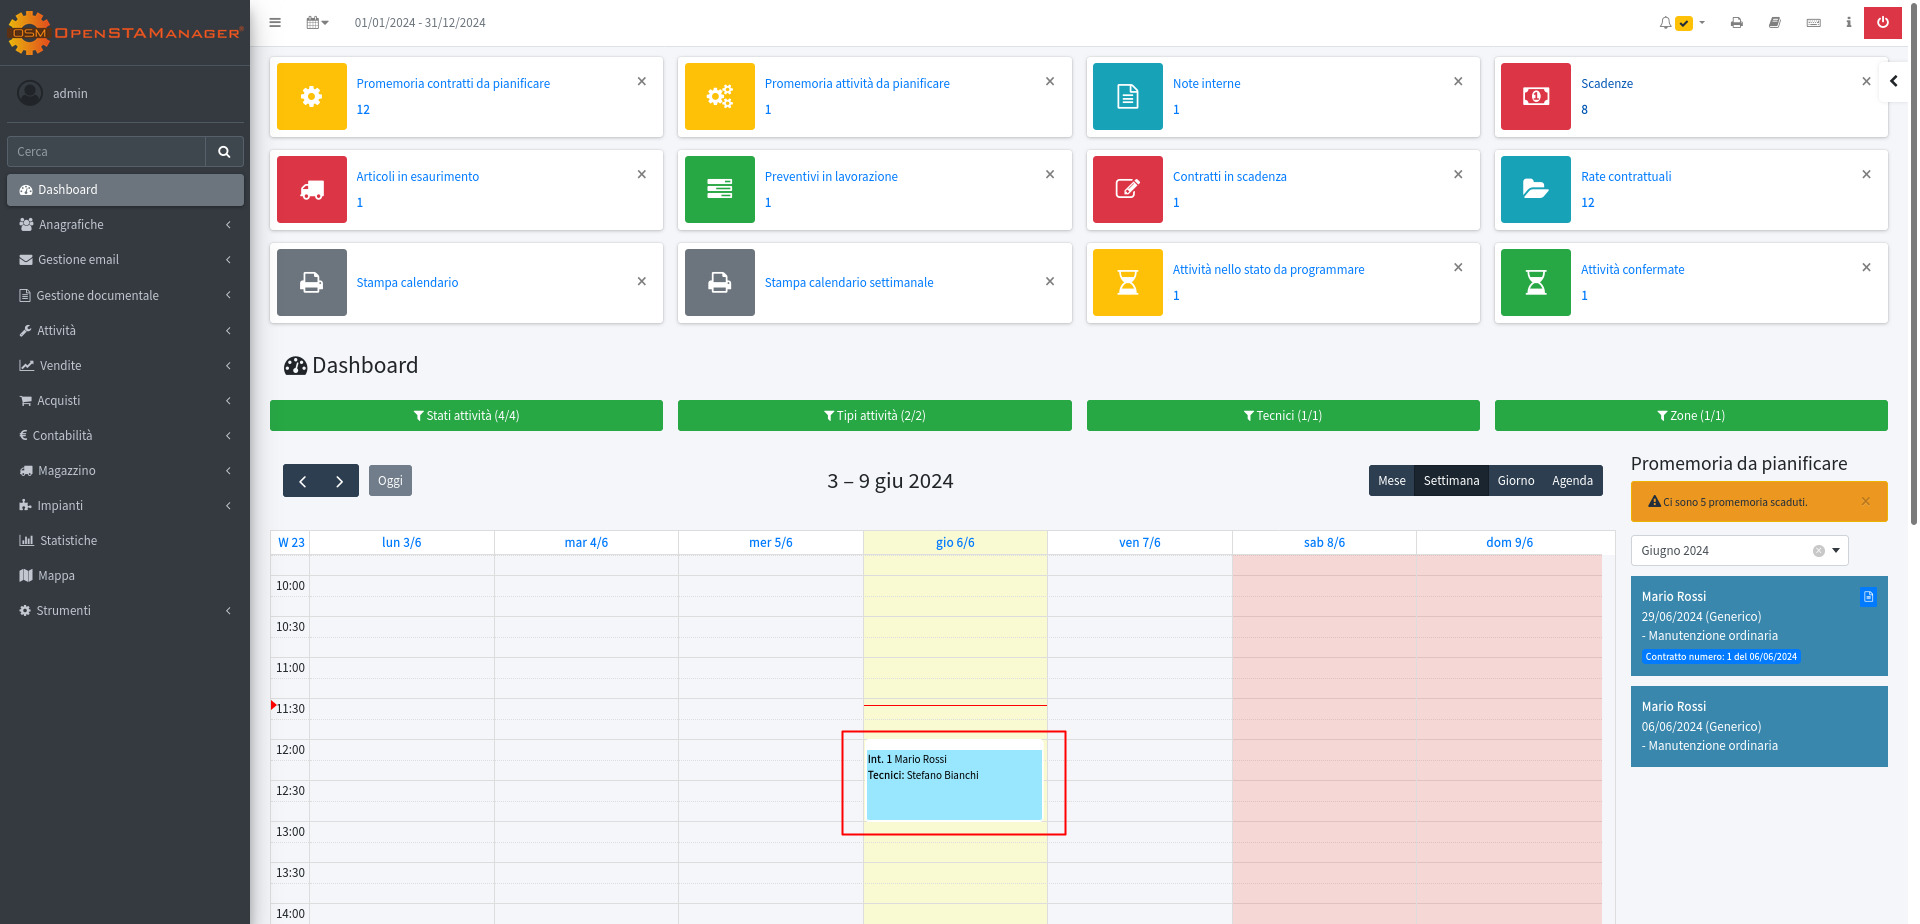 OSM OPENSTAMANAGER®
01/01/2024 - 31/12/2024
admin
Cerca
Dashboard
Anagrafiche
Gestione email
Gestione documentale
Attività
Vendite
Acquisti
Contabilità
Magazzino
Impianti
Statistiche
Mappa
Strumenti
Promemoria contratti da pianificare
12
Promemoria attività da pianificare
1
Note interne
1
Scadenze
8
Articoli in esaurimento
1
Preventivi in lavorazione
1
Contratti in scadenza
1
Rate contrattuali
12
Stampa calendario
Stampa calendario settimanale
Attività nello stato da programmare
1
Attività confermate
1
Dashboard
Stati attività (4/4)
Tipi attività (2/2)
Tecnici (1/1)
Zone (1/1)
Oggi
3 – 9 giu 2024
Mese Settimana Giorno Agenda
W 23 lun 3/6 mar 4/6 mer 5/6 gio 6/6 ven 7/6 sab 8/6 dom 9/6
10:00
10:30
11:00
11:30
12:00
Int. 1 Mario Rossi
Tecnici: Stefano Bianchi
12:30
13:00
13:30
14:00
Promemoria da pianificare
Ci sono 5 promemoria scaduti.
Giugno 2024
Mario Rossi
29/06/2024 (Generico)
- Manutenzione ordinaria
Contratto numero: 1 del 06/06/2024
Mario Rossi
06/06/2024 (Generico)
- Manutenzione ordinaria